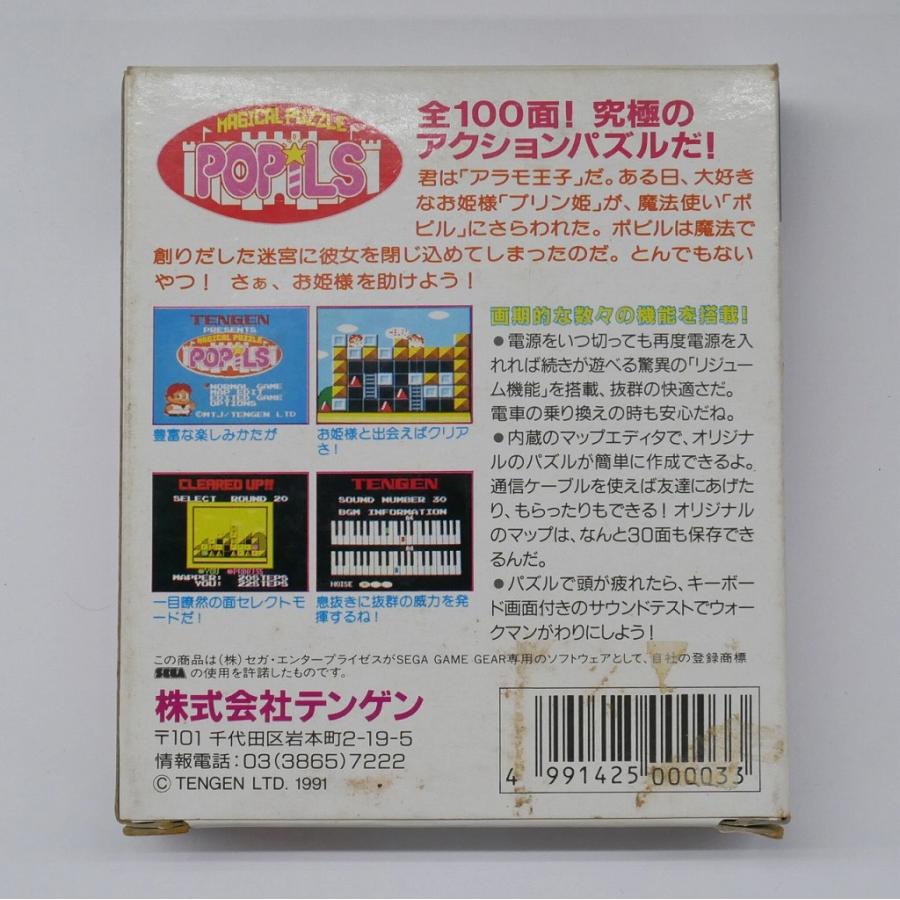 MAGICAL PUZZLE
POPiLS
全100面! 究極の
アクションパズルだ!
君は「アラモ王子」だ。ある日、大好き
なお姫様「プリン姫」が、魔法使い「ポ
ピル」にさらわれた。ポピルは魔法で
創りだした迷宮に彼女を閉じ込めてしまったのだ。とんでもない
やつ! さぁ、お姫様を助けよう!
TENGEN
PRESENTS
MAGICAL PUZZLE
POPiLS
NORMAL GAME
MAP EDIT
EDITED GAME
OPTIONS
©MTJ/TENGEN LTD
豊富な楽しみかたが
お姫様と出会えばクリア
さ!
CLEARED UP!!
SELECT ROUND 20
YOU PRINCESS
MAPPER: 205STEPS
YOU: 225STEPS
一目瞭然の面セレクトモ
ードだ!
TENGEN
SOUND NUMBER 30
BGM INFORMATION
A4
A4
NOISE
息抜きに抜群の威力を発
揮するね!
画期的な数々の機能を搭載!
●電源をいつ切っても再度電源を入
れれば続きが遊べる驚異の「リジュー
ム機能」を搭載、抜群の快適さだ。
電車の乗り換えの時も安心だね。
●内蔵のマップエディタで、オリジナ
ルのパズルが簡単に作成できるよ。
通信ケーブルを使えば友達にあげた
り、もらったりもできる! オリジナル
のマップは、なんと30面も保存でき
るんだ。
●パズルで頭が疲れたら、キーボー
ド画面付きのサウンドテストでウォー
クマンがわりにしよう!
この商品は(株)セガ・エンタープライゼスがSEGA GAME GEAR専用のソフトウェアとして、自社の登録商標
SEGA の使用を許諾したものです。
株式会社テンゲン
〒101 千代田区岩本町2-19-5
情報電話:03(3865)7222
© TENGEN LTD. 1991
4 991425 000033